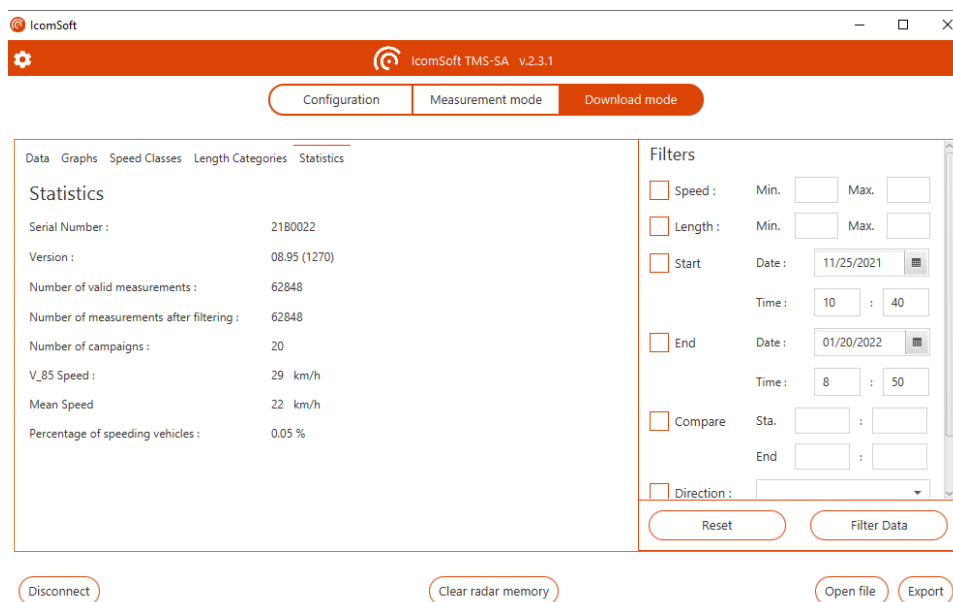 IcomSoft
IcomSoft TMS-SA v.2.3.1
Configuration Measurement mode Download mode
Data Graphs Speed Classes Length Categories Statistics
Statistics
Serial Number : 21B0022
Version : 08.95 (1270)
Number of valid measurements : 62848
Number of measurements after filtering : 62848
Number of campaigns : 20
V_85 Speed : 29 km/h
Mean Speed 22 km/h
Percentage of speeding vehicles : 0.05 %
Filters
Speed : Min. Max.
Length : Min. Max.
Start Date : 11/25/2021
Time : 10 : 40
End Date : 01/20/2022
Time : 8 : 50
Compare Sta. :
End :
Direction :
Reset Filter Data
Disconnect Clear radar memory Open file Export